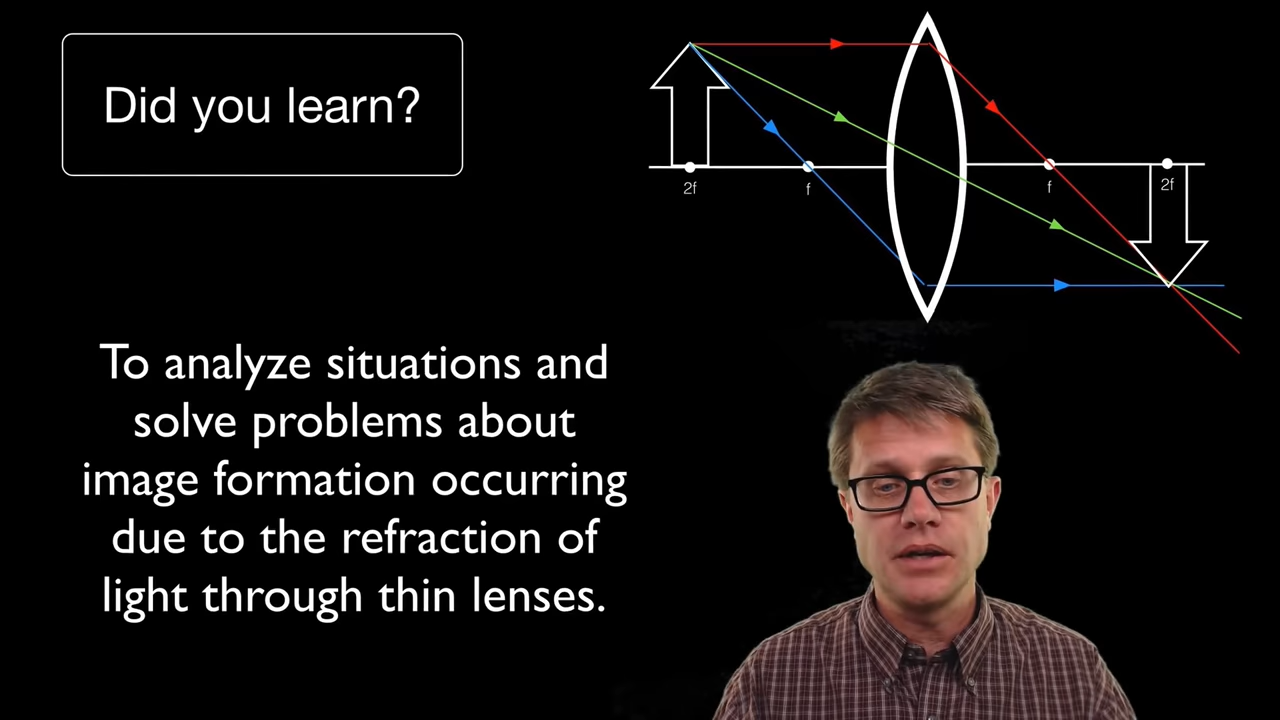 Did you learn?
2f
f
f
2f
To analyze situations and
solve problems about
image formation occurring
due to the refraction of
light through thin lenses.